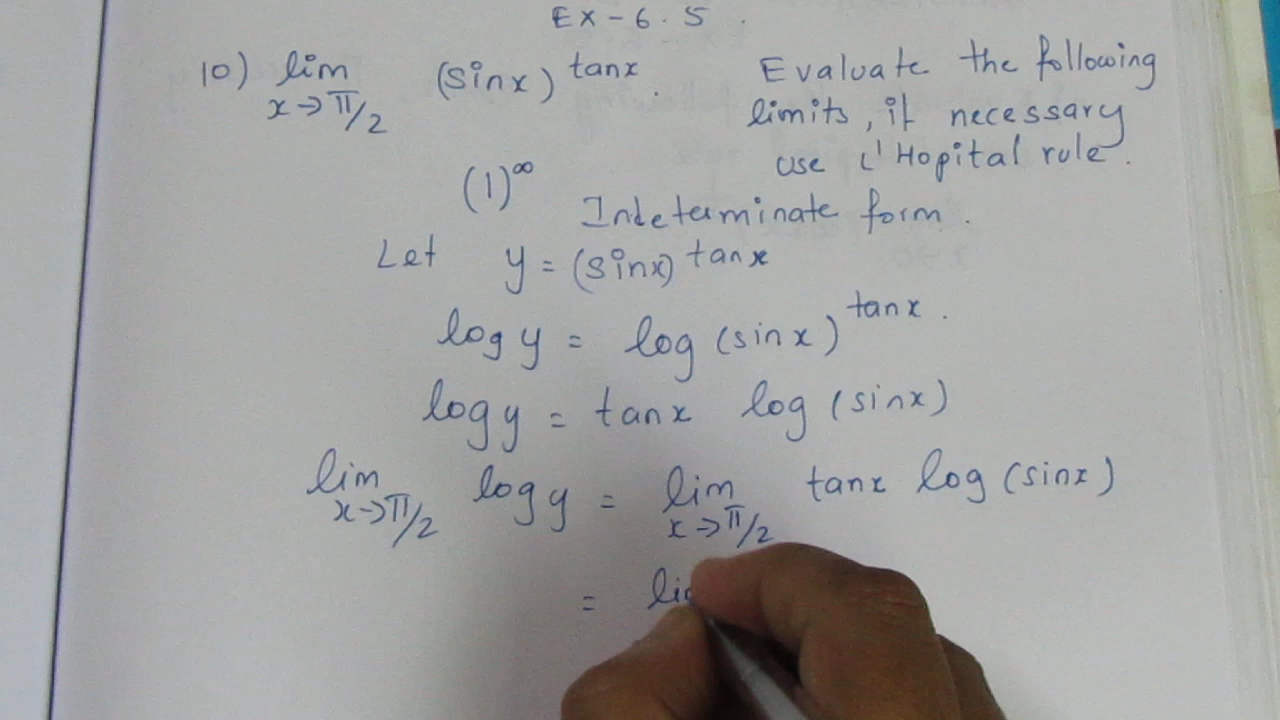 EX - 6.5.
10) lim x→π/2 (sinx)^tanx.
Evaluate the following
limits, if necessary
use L'Hopital rule.
(1)^∞
Indeterminate form.
Let y = (sinx)^tanx
log y = log (sinx)^tanx.
log y = tanx log (sinx)
lim x→π/2 log y = lim x→π/2 tanx log (sinx)
=